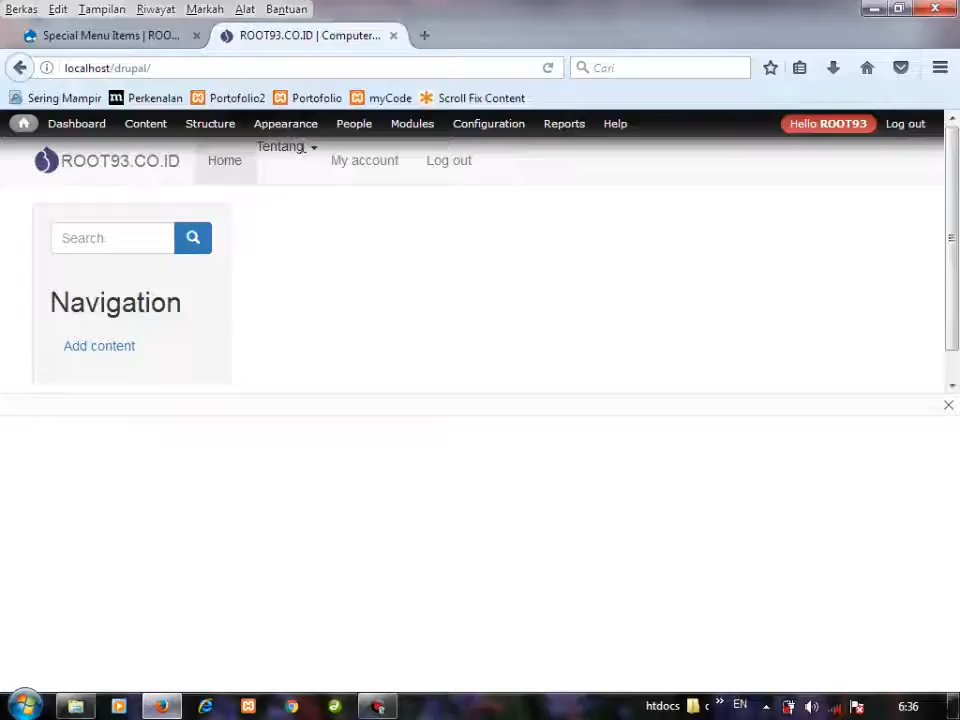 Berkas Edit Tampilan Riwayat Markah Alat Bantuan
Special Menu Items | ROO... ROOT93.CO.ID | Computer...
localhost/drupal/ Cari
Sering Mampir Perkenalan Portofolio2 Portofolio myCode Scroll Fix Content
Dashboard Content Structure Appearance People Modules Configuration Reports Help Hello ROOT93 Log out
ROOT93.CO.ID Home Tentang My account Log out
Search
Navigation
Add content
htdocs EN 6:36